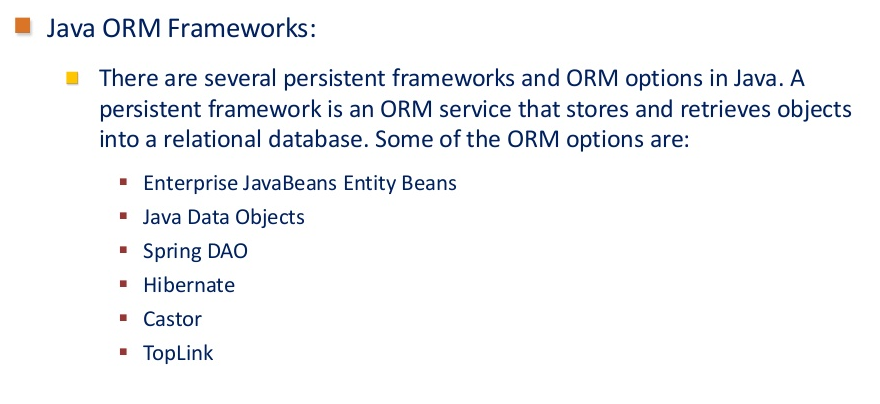 Java ORM Frameworks:
There are several persistent frameworks and ORM options in Java. A
persistent framework is an ORM service that stores and retrieves objects
into a relational database. Some of the ORM options are:
Enterprise JavaBeans Entity Beans
Java Data Objects
Spring DAO
Hibernate
Castor
TopLink